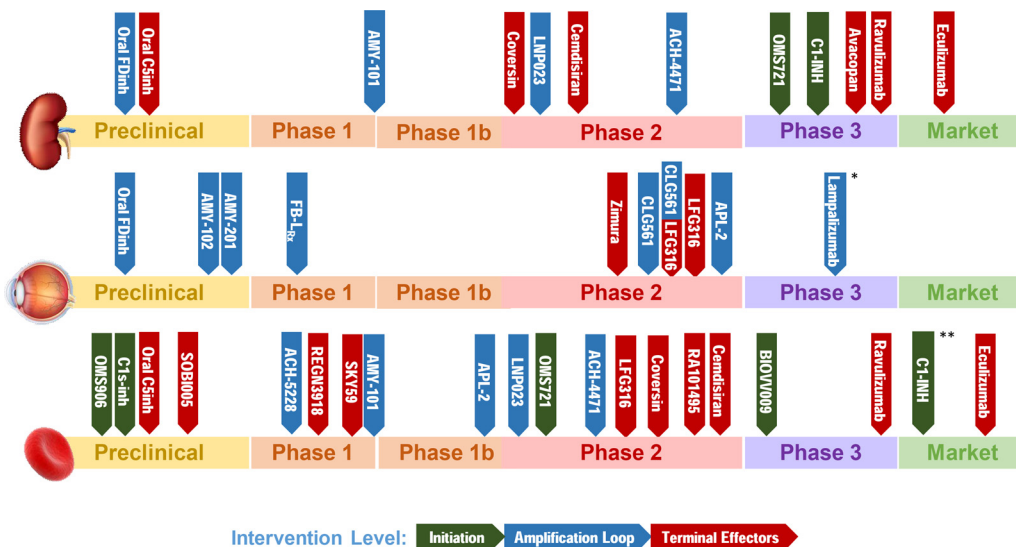 Oral FDinh
Oral C5inh
AMY-101
Coversin
LNP023
Cemdisiran
ACH-4471
OMS721
C1-INH
Avacopan
Ravulizumab
Eculizumab
Preclinical
Phase 1
Phase 1b
Phase 2
Phase 3
Market
Oral FDinh
AMY-102
AMY-201
FB-LRx
Zimura
CLG561
CLG561
LFG316
LFG316
APL-2
Lampalizumab
*
Preclinical
Phase 1
Phase 1b
Phase 2
Phase 3
Market
OMS906
C1s-inh
Oral C5inh
SOBI005
ACH-5228
REGN3918
SKY59
AMY-101
APL-2
LNP023
OMS721
ACH-4471
LFG316
Coversin
RA101495
Cemdisiran
BIOVV009
Ravulizumab
C1-INH
**
Eculizumab
Preclinical
Phase 1
Phase 1b
Phase 2
Phase 3
Market
Intervention Level: Initiation Amplification Loop Terminal Effectors